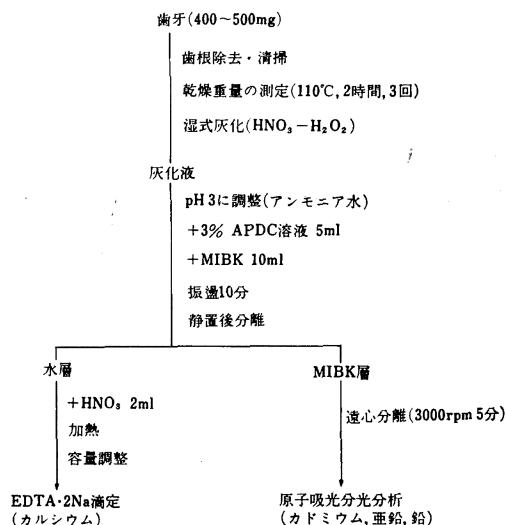 歯牙(400～500mg)
歯根除去・清掃
乾燥重量の測定(110℃, 2時間, 3回)
湿式灰化(HNO₃－H₂O₂)
灰化液
pH 3に調整(アンモニア水)
+3% APDC溶液 5ml
+MIBK 10ml
振盪10分
静置後分離
水層
MIBK層
+HNO₃ 2ml
加熱
容量調整
遠心分離(3000rpm 5分)
EDTA・2Na滴定
(カルシウム)
原子吸光分光分析
(カドミウム, 亜鉛, 鉛)